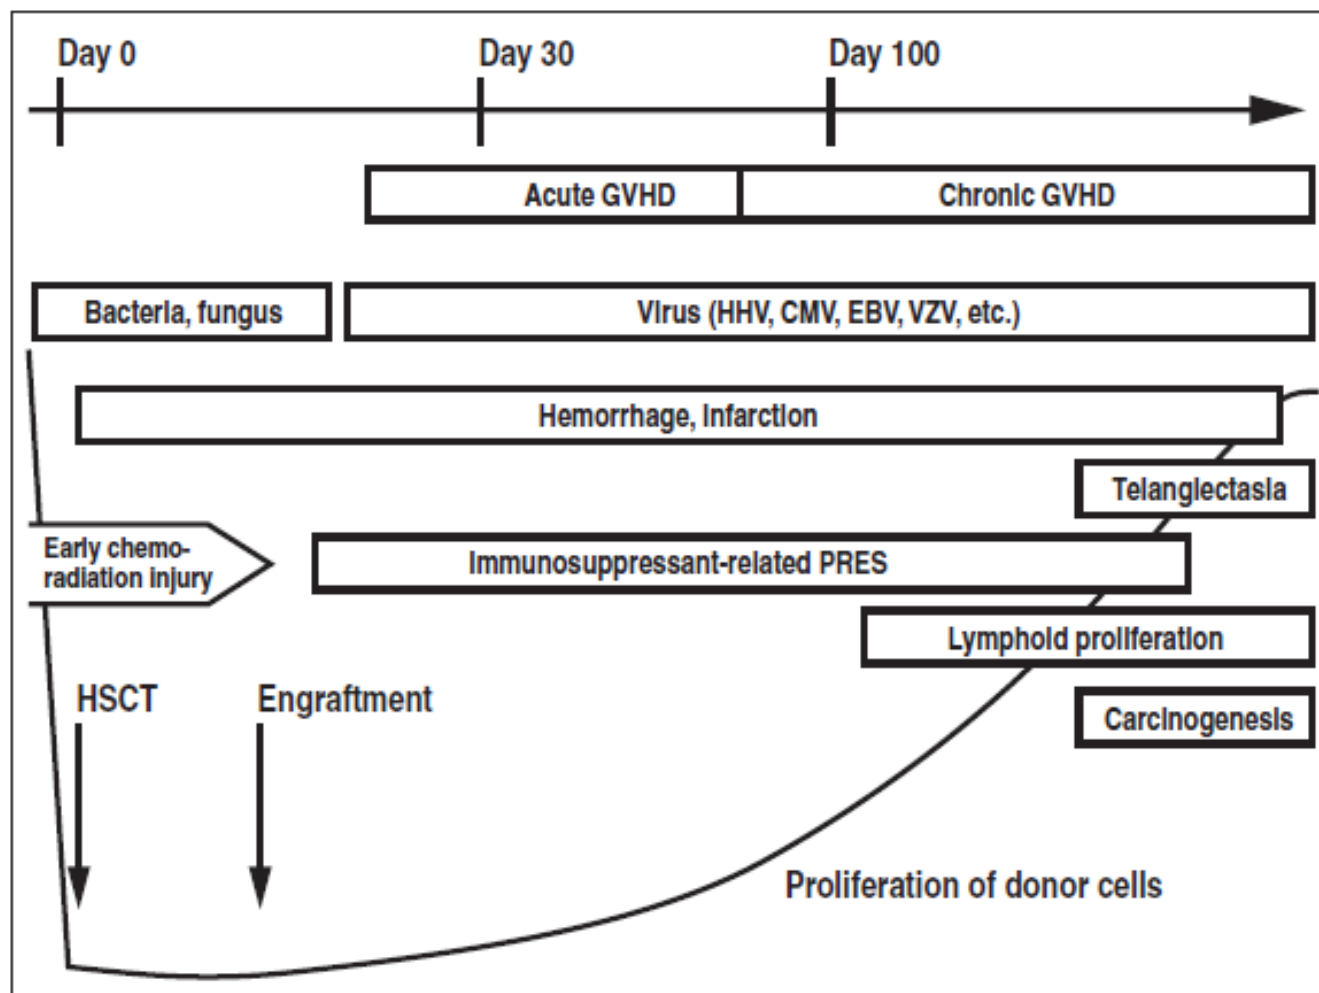 Day 0
Day 30
Day 100
Acute GVHD
Chronic GVHD
Bacteria, fungus
Virus (HHV, CMV, EBV, VZV, etc.)
Hemorrhage, infarction
Telangiectasia
Early chemo-
radiation injury
Immunosuppressant-related PRES
Lymphoid proliferation
HSCT
Engraftment
Carcinogenesis
Proliferation of donor cells